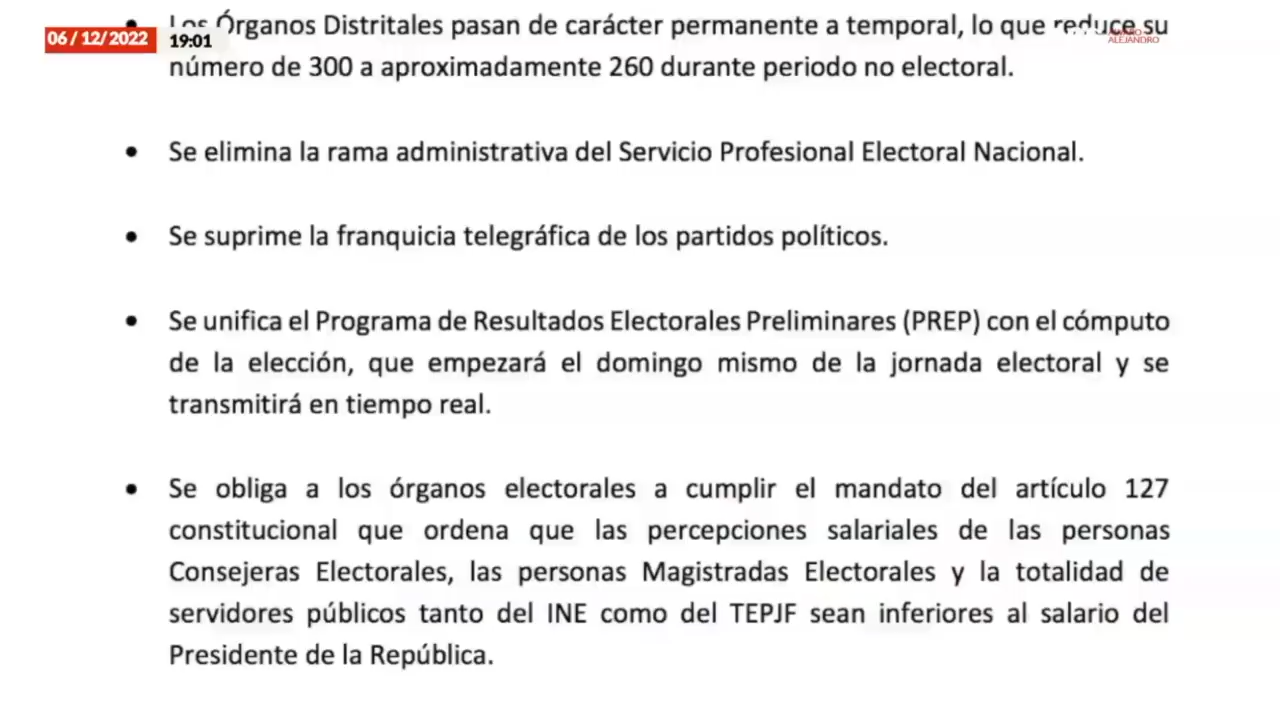 Los Órganos Distritales pasan de carácter permanente a temporal, lo que reduce su
06/12/2022
19:01
ALEJANDRO
número de 300 a aproximadamente 260 durante periodo no electoral.
• Se elimina la rama administrativa del Servicio Profesional Electoral Nacional.
• Se suprime la franquicia telegráfica de los partidos políticos.
• Se unifica el Programa de Resultados Electorales Preliminares (PREP) con el cómputo
de la elección, que empezará el domingo mismo de la jornada electoral y se
transmitirá en tiempo real.
• Se obliga a los órganos electorales a cumplir el mandato del artículo 127
constitucional que ordena que las percepciones salariales de las personas
Consejeras Electorales, las personas Magistradas Electorales y la totalidad de
servidores públicos tanto del INE como del TEPJF sean inferiores al salario del
Presidente de la República.